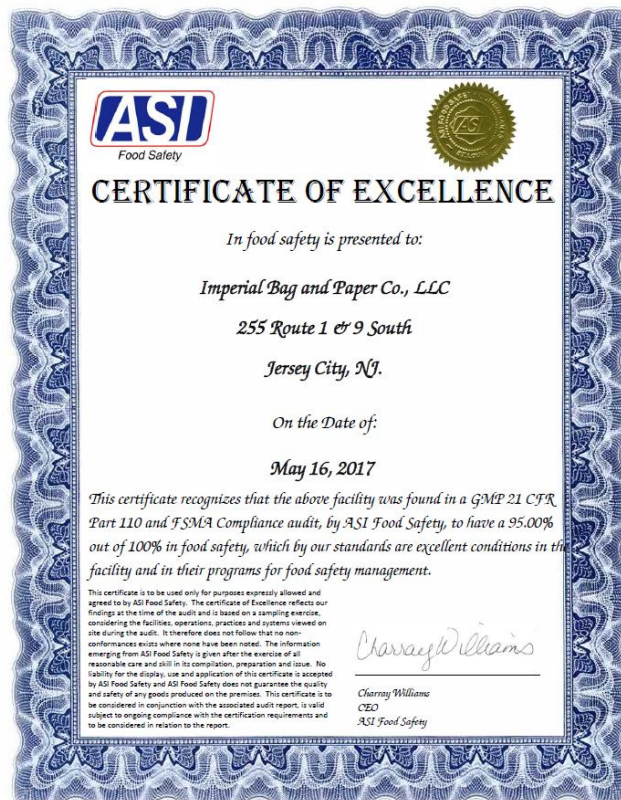 ASI
Food Safety
ASI
CERTIFICATE OF EXCELLENCE
In food safety is presented to:
Imperial Bag and Paper Co., LLC
255 Route 1 & 9 South
Jersey City, NJ.
On the Date of:
May 16, 2017
This certificate recognizes that the above facility was found in a GMP 21 CFR
Part 110 and FSMA Compliance audit, by ASI Food Safety, to have a 95.00%
out of 100% in food safety, which by our standards are excellent conditions in the
facility and in their programs for food safety management.
This certificate is to be used only for purposes expressly allowed and
agreed to by ASI Food Safety. The certificate of Excellence reflects our
findings at the time of the audit and is based on a sampling exercise,
considering the facilities, operations, practices and systems viewed on
site during the audit. It therefore does not follow that no non-
conformances exists where none have been noted. The information
emerging from ASI Food Safety is given after the exercise of all
reasonable care and skill in its compilation, preparation and issue. No
liability for the display, use and application of this certificate is accepted
by ASI Food Safety and ASI Food Safety does not guarantee the quality
and safety of any goods produced on the premises. This certificate is to
be considered in conjunction with the associated audit report, is valid
subject to ongoing compliance with the certification requirements and
to be considered in relation to the report.
Charray Williams
Charray Williams
CEO
ASI Food Safety